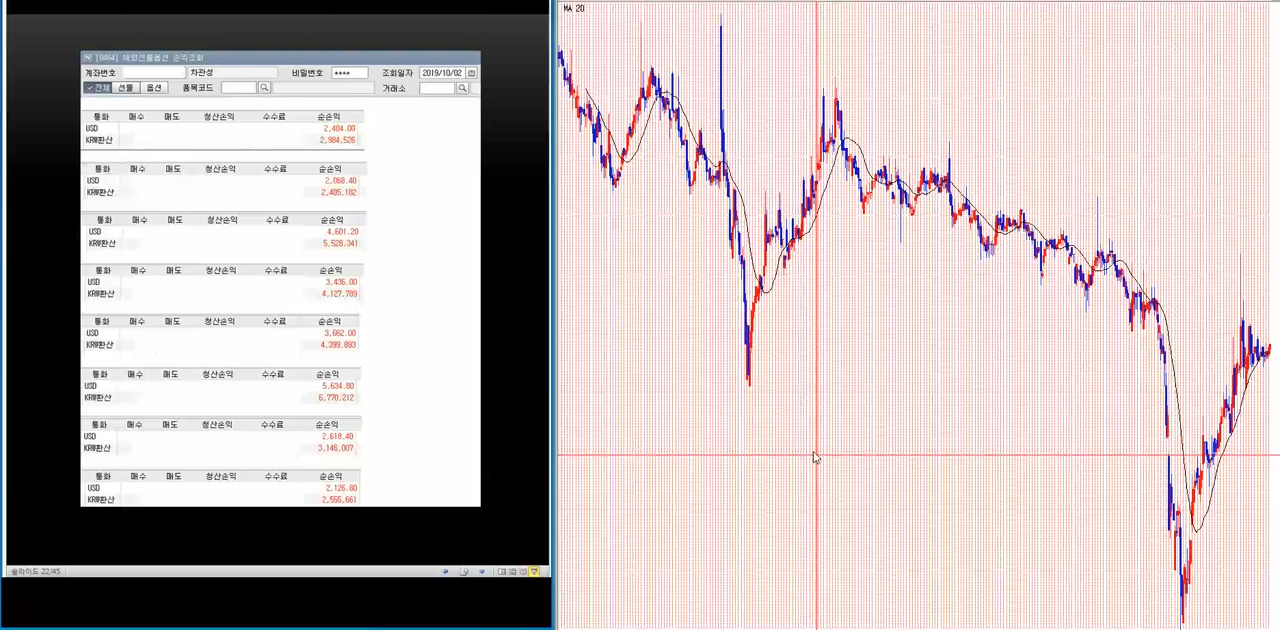 [0464] 해외선물옵션 손익조회
계좌번호 차관성 비밀번호 **** 조회일자 2019/10/02
전체 선물 옵션 품목코드 거래소
통화 매수 매도 청산손익 수수료 순손익
USD 2,484.00
KRW환산 2,984,526
통화 매수 매도 청산손익 수수료 순손익
USD 2,068.40
KRW환산 2,485,182
통화 매수 매도 청산손익 수수료 순손익
USD 4,601.20
KRW환산 5,528,341
통화 매수 매도 청산손익 수수료 순손익
USD 3,436.00
KRW환산 4,127,789
통화 매수 매도 청산손익 수수료 순손익
USD 3,662.00
KRW환산 4,399,893
통화 매수 매도 청산손익 수수료 순손익
USD 5,634.80
KRW환산 6,770,212
통화 매수 매도 청산손익 수수료 순손익
USD 2,618.40
KRW환산 3,146,007
통화 매수 매도 청산손익 수수료 순손익
USD 2,126.80
KRW환산 2,555,661
슬라이드 22/45
MA 20